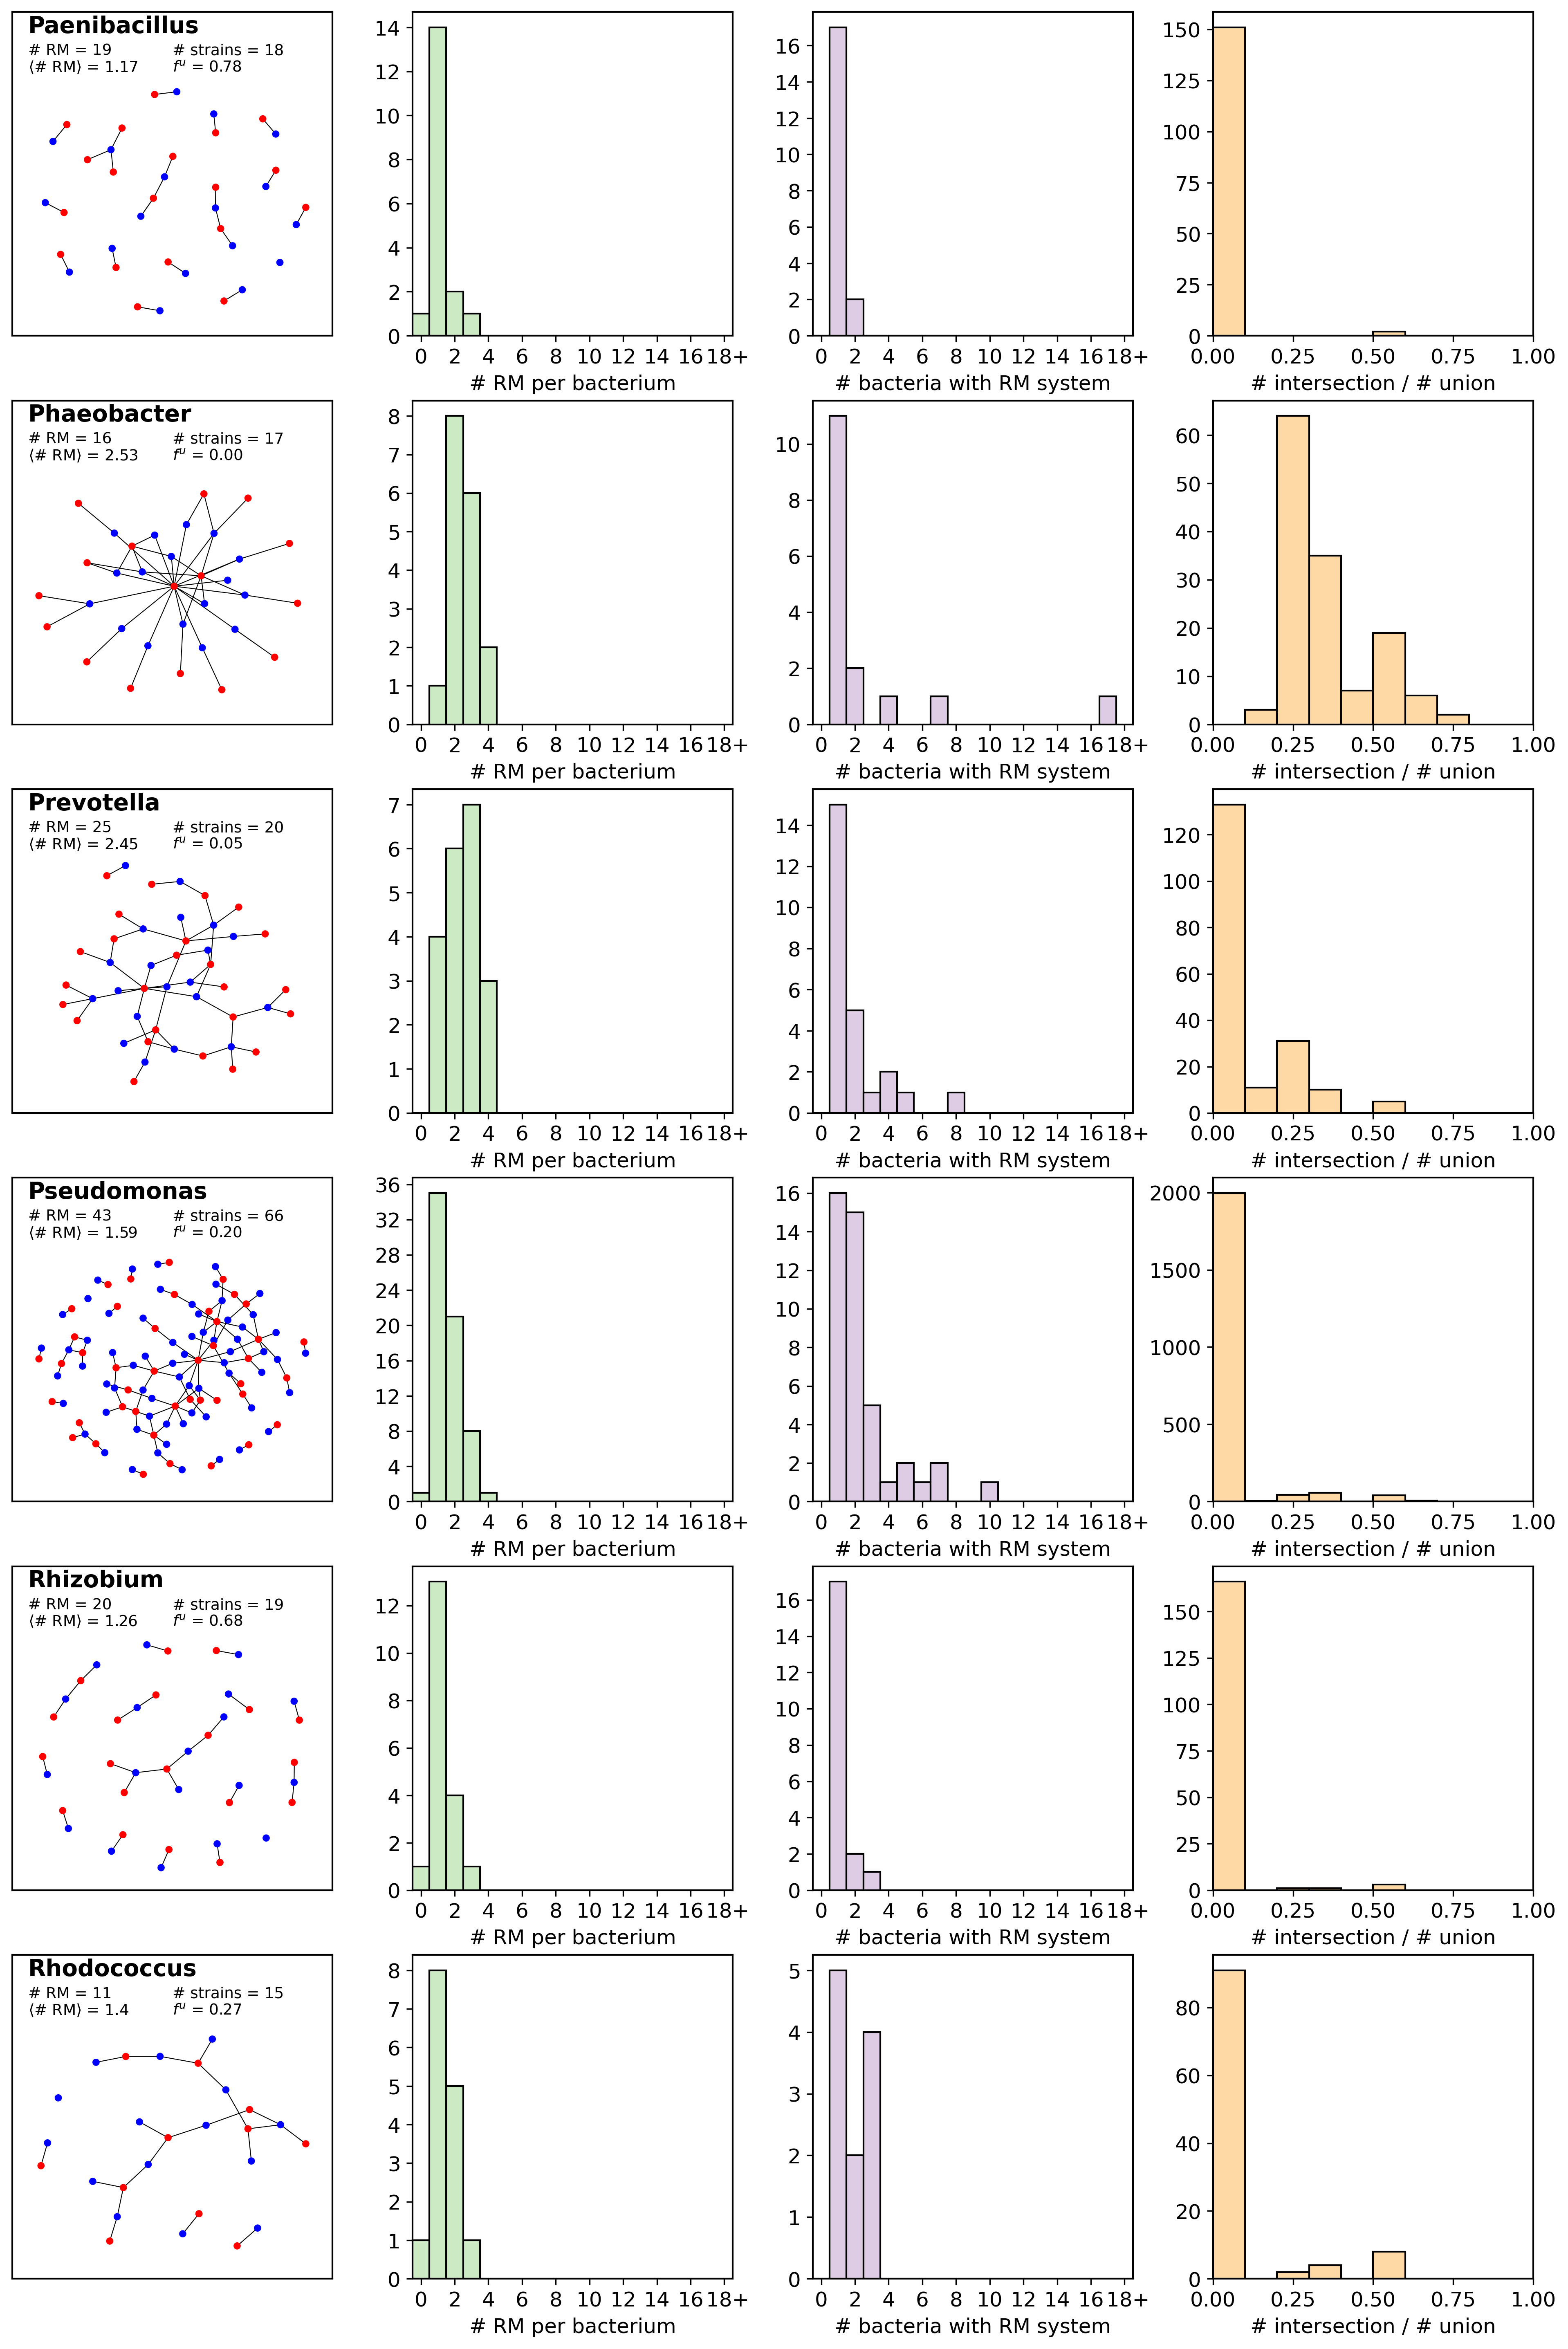 Paenibacillus
# RM = 19 # strains = 18
⟨# RM⟩ = 1.17 fᵘ = 0.78
14
12
10
8
6
4
2
0
0 2 4 6 8 10 12 14 16 18+
# RM per bacterium
16
14
12
10
8
6
4
2
0
0 2 4 6 8 10 12 14 16 18+
# bacteria with RM system
150
125
100
75
50
25
0
0.00 0.25 0.50 0.75 1.00
# intersection / # union
Phaeobacter
# RM = 16 # strains = 17
⟨# RM⟩ = 2.53 fᵘ = 0.00
8
7
6
5
4
3
2
1
0
0 2 4 6 8 10 12 14 16 18+
# RM per bacterium
10
8
6
4
2
0
0 2 4 6 8 10 12 14 16 18+
# bacteria with RM system
60
50
40
30
20
10
0
0.00 0.25 0.50 0.75 1.00
# intersection / # union
Prevotella
# RM = 25 # strains = 20
⟨# RM⟩ = 2.45 fᵘ = 0.05
7
6
5
4
3
2
1
0
0 2 4 6 8 10 12 14 16 18+
# RM per bacterium
14
12
10
8
6
4
2
0
0 2 4 6 8 10 12 14 16 18+
# bacteria with RM system
120
100
80
60
40
20
0
0.00 0.25 0.50 0.75 1.00
# intersection / # union
Pseudomonas
# RM = 43 # strains = 66
⟨# RM⟩ = 1.59 fᵘ = 0.20
36
32
28
24
20
16
12
8
4
0
0 2 4 6 8 10 12 14 16 18+
# RM per bacterium
16
14
12
10
8
6
4
2
0
0 2 4 6 8 10 12 14 16 18+
# bacteria with RM system
2000
1500
1000
500
0
0.00 0.25 0.50 0.75 1.00
# intersection / # union
Rhizobium
# RM = 20 # strains = 19
⟨# RM⟩ = 1.26 fᵘ = 0.68
12
10
8
6
4
2
0
0 2 4 6 8 10 12 14 16 18+
# RM per bacterium
16
14
12
10
8
6
4
2
0
0 2 4 6 8 10 12 14 16 18+
# bacteria with RM system
150
125
100
75
50
25
0
0.00 0.25 0.50 0.75 1.00
# intersection / # union
Rhodococcus
# RM = 11 # strains = 15
⟨# RM⟩ = 1.4 fᵘ = 0.27
8
7
6
5
4
3
2
1
0
0 2 4 6 8 10 12 14 16 18+
# RM per bacterium
5
4
3
2
1
0
0 2 4 6 8 10 12 14 16 18+
# bacteria with RM system
80
60
40
20
0
0.00 0.25 0.50 0.75 1.00
# intersection / # union